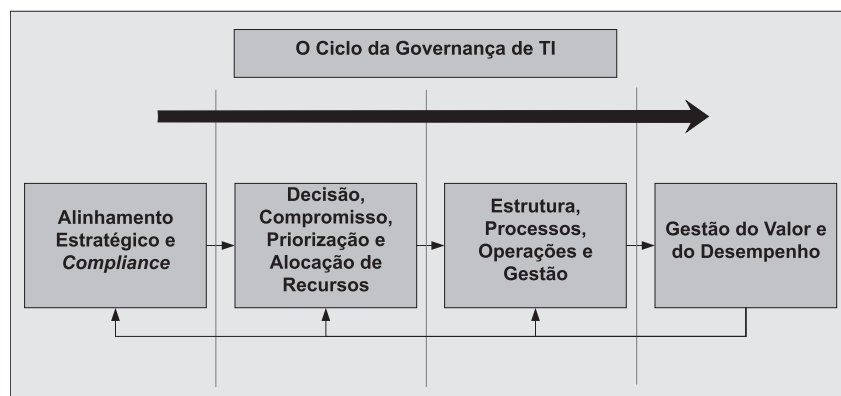 O Ciclo da Governança de TI
Alinhamento
Estratégico e
Compliance
Decisão,
Compromisso,
Priorização e
Alocação de
Recursos
Estrutura,
Processos,
Operações e
Gestão
Gestão do Valor e
do Desempenho